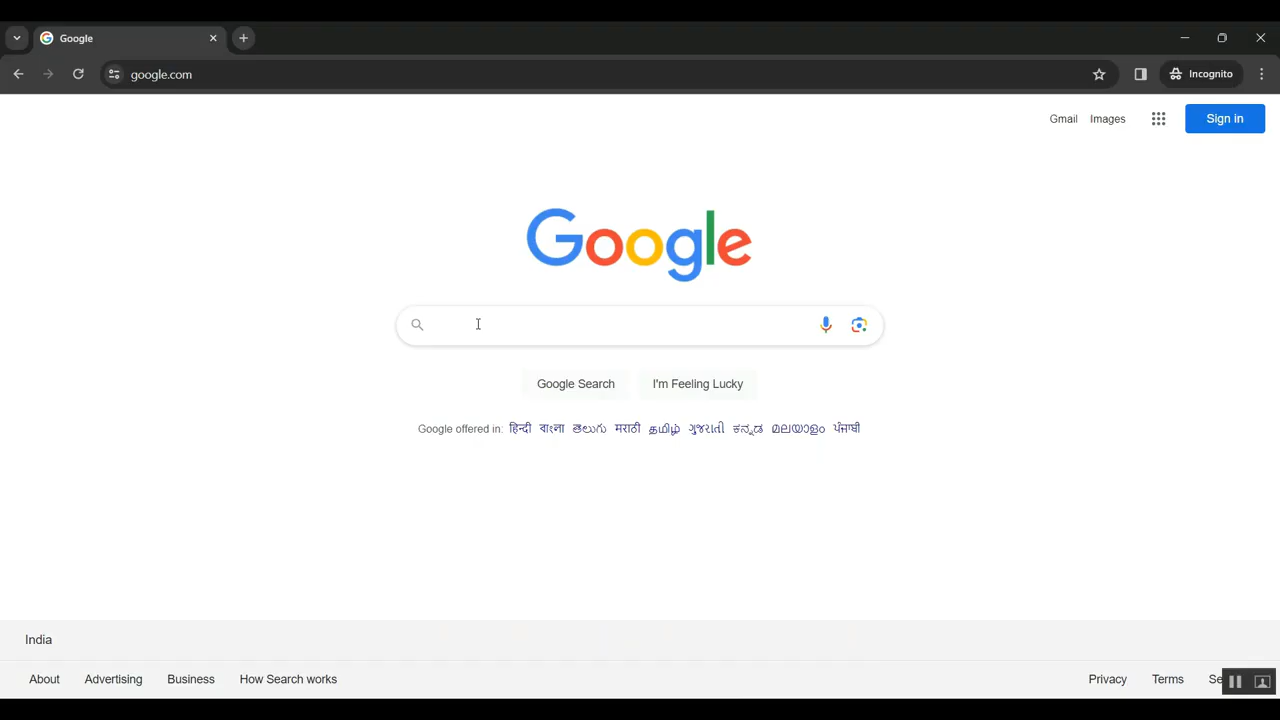 Google
google.com
Incognito
Gmail Images
Sign in
Google
Google Search I'm Feeling Lucky
Google offered in: हिन्दी বাংলা తెలుగు मराठी தமிழ் ગુજરાતી ಕನ್ನಡ മലയാളം ਪੰਜਾਬੀ
India
About Advertising Business How Search works Privacy Terms